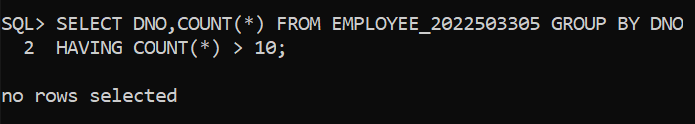 SQL> SELECT DNO,COUNT(*) FROM EMPLOYEE_2022503305 GROUP BY DNO
  2  HAVING COUNT(*) > 10;
no rows selected